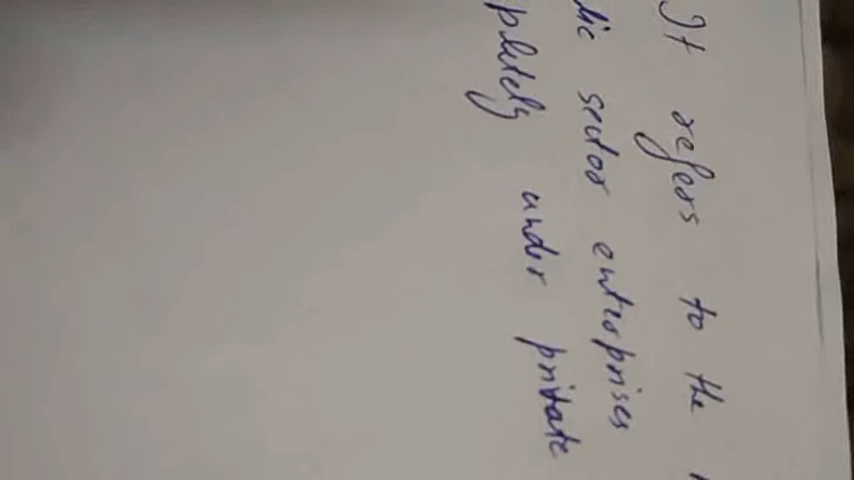 It refers to the
lic sector enterprises
pletely under private